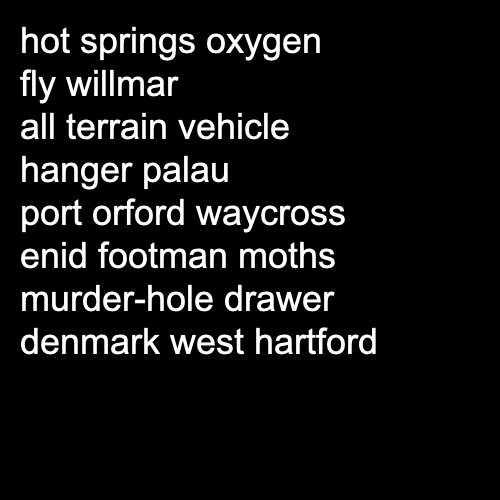 hot springs oxygen
fly willmar
all terrain vehicle
hanger palau
port orford waycross
enid footman moths
murder-hole drawer
denmark west hartford